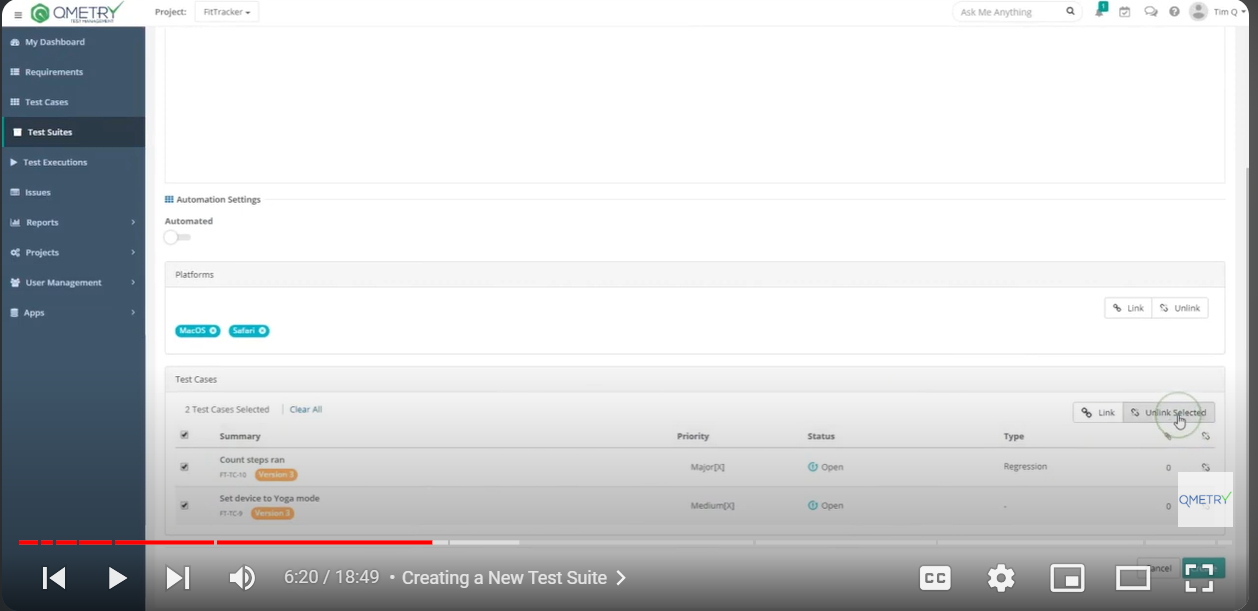 QMETRY
TEST MANAGEMENT
Project: FitTracker
Ask Me Anything
1
Tim Q
My Dashboard
Requirements
Test Cases
Test Suites
Test Executions
Issues
Reports
Projects
User Management
Apps
Automation Settings
Automated
Platforms
Link Unlink
MacOS Safari
Test Cases
2 Test Cases Selected | Clear All
Link Unlink Selected
Summary Priority Status Type
Count steps ran Major[X] Open Regression 0
FT-TC-10 Version 3
Set device to Yoga mode Medium[X] Open - 0
FT-TC-9 Version 3
QMETRY
6:20 / 18:49 • Creating a New Test Suite
CC